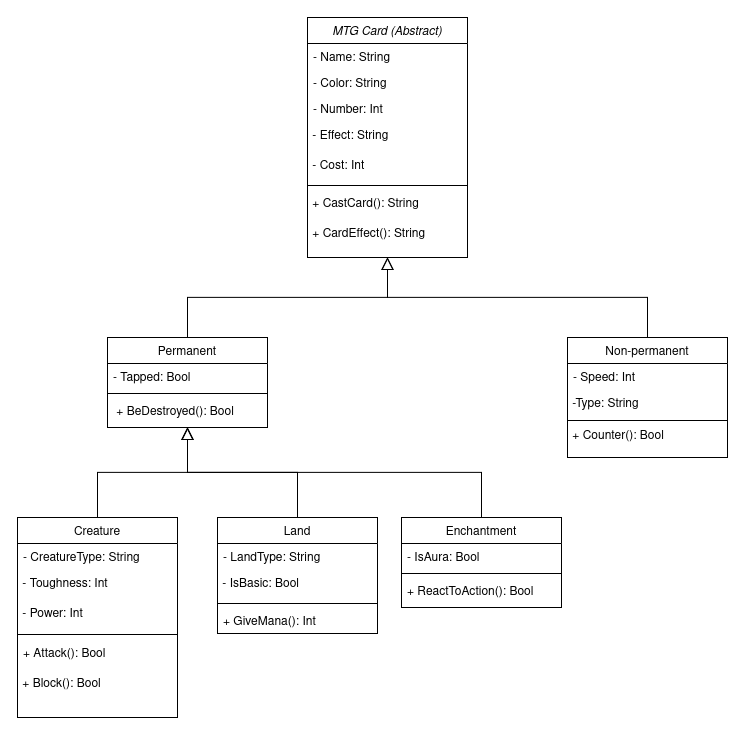 MTG Card (Abstract)
- Name: String
- Color: String
- Number: Int
- Effect: String
- Cost: Int
+ CastCard(): String
+ CardEffect(): String
Permanent
- Tapped: Bool
+ BeDestroyed(): Bool
Non-permanent
- Speed: Int
-Type: String
+ Counter(): Bool
Creature
- CreatureType: String
- Toughness: Int
- Power: Int
+ Attack(): Bool
+ Block(): Bool
Land
- LandType: String
- IsBasic: Bool
+ GiveMana(): Int
Enchantment
- IsAura: Bool
+ ReactToAction(): Bool